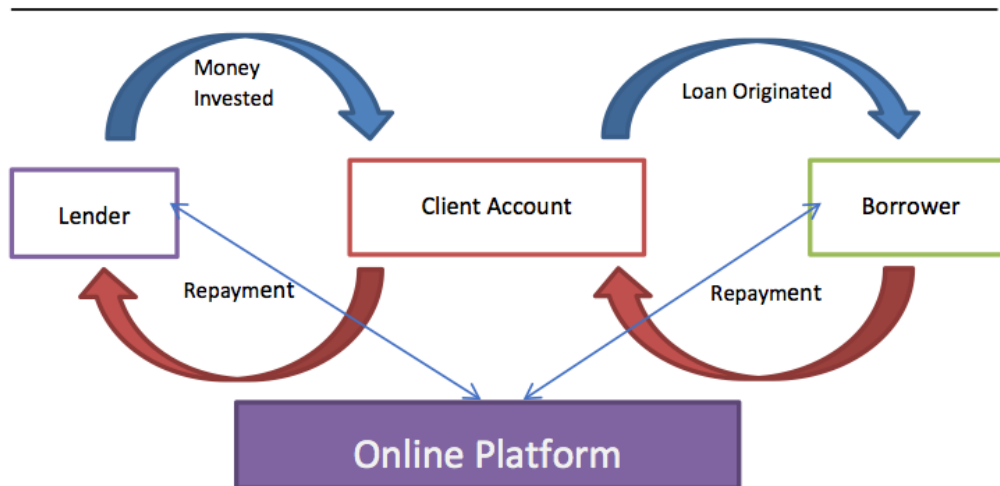 Money
Invested
Loan Originated
Lender
Client Account
Borrower
Repayment
Repayment
Online Platform